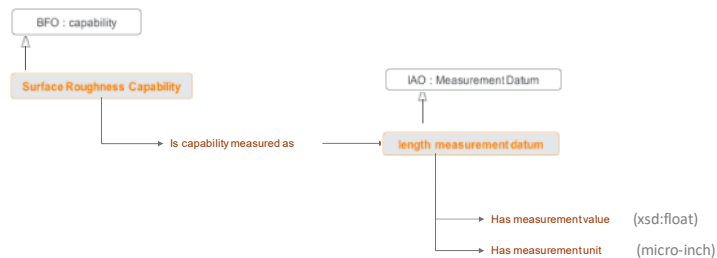 BFO : capability
Surface Roughness Capability
IAO : Measurement Datum
Is capability measured as
length measurement datum
Has measurement value (xsd:float)
Has measurement unit (micro-inch)